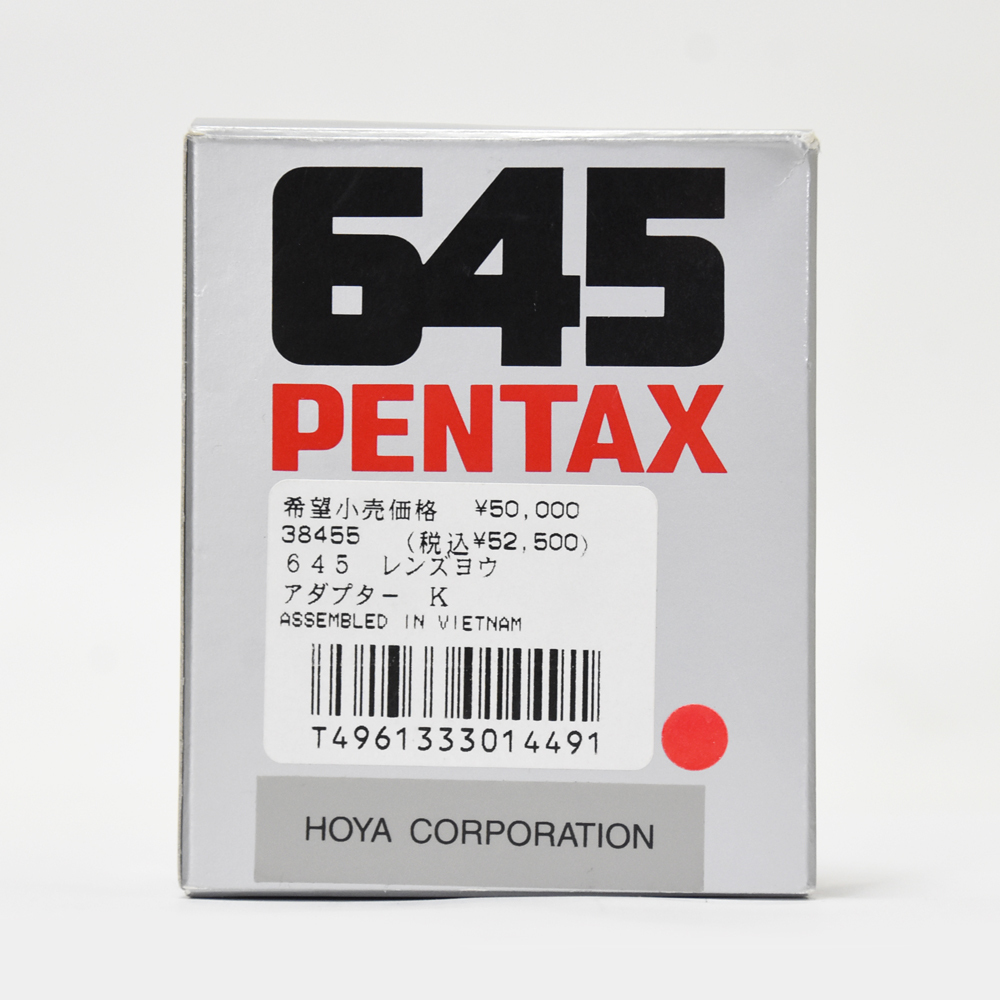 645
PENTAX
希望小売価格 ¥50,000
38455 (税込¥52,500)
645 レンズヨウ
アダプター K
ASSEMBLED IN VIETNAM
T4961333014491
HOYA CORPORATION